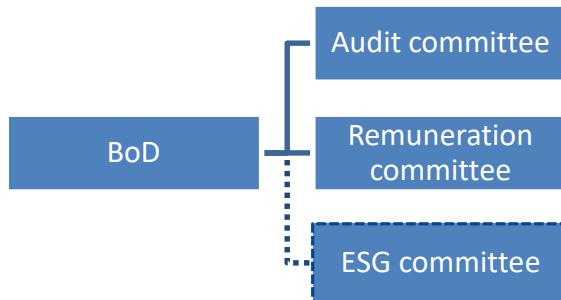 Audit committee
BoD
Remuneration
committee
ESG committee